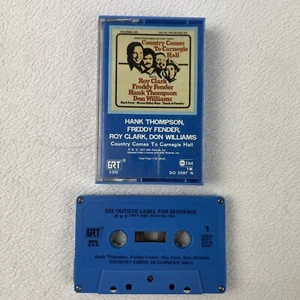 Country Comes
To Carnegie
Hall
Roy Clark
Freddy Fender
Hank Thompson
Don Williams
HANK THOMPSON,
FREDDY FENDER,
ROY CLARK, DON WILLIAMS
Country Comes To Carnegie Hall
GRT
Dot
DO 2087 N
SEE OUTSIDE LABEL FOR
GRT
1
Hank Thompson, Freddy Fender, Roy Clark, Don Williams
COUNTRY COMES TO CARNEGIE HALL